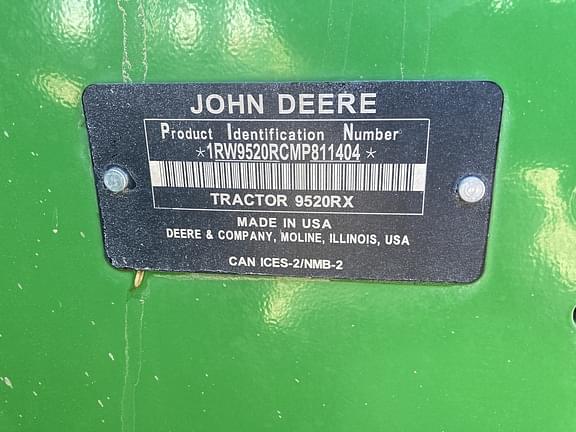 JOHN DEERE
Product Identification Number
*1RW9520RCMP811404*
TRACTOR 9520RX
MADE IN USA
DEERE & COMPANY, MOLINE, ILLINOIS, USA
CAN ICES-2/NMB-2